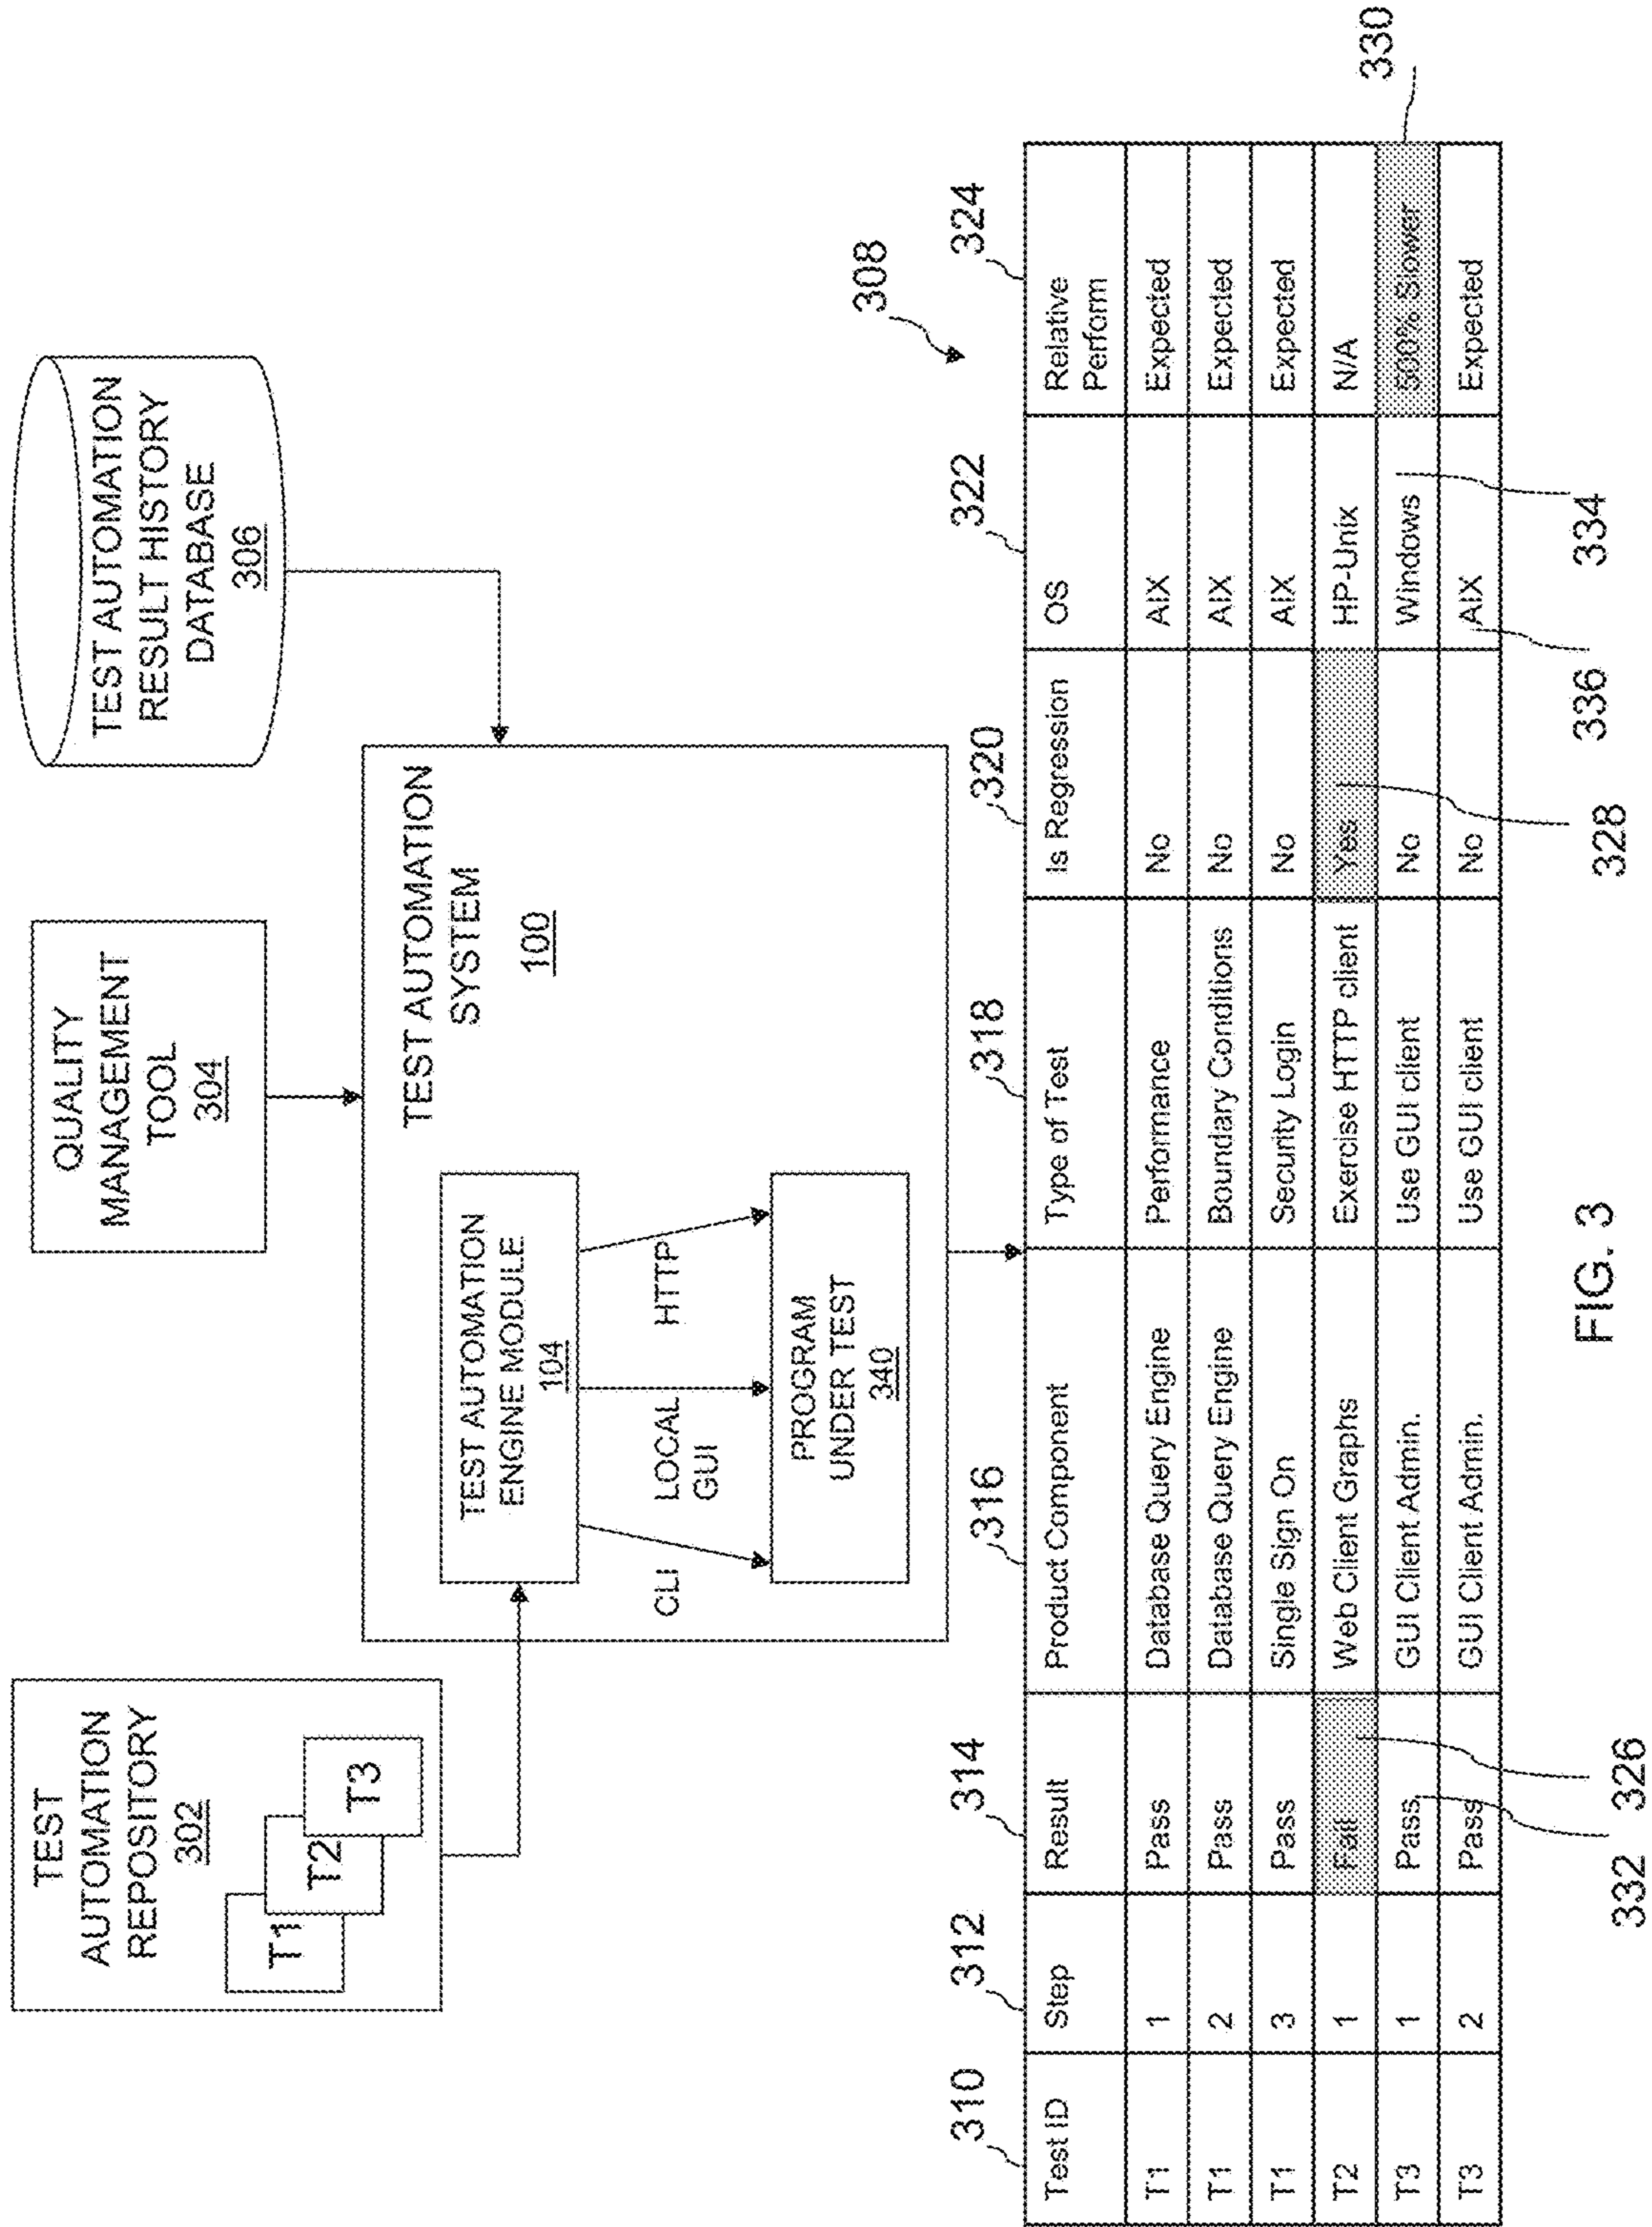 TEST
AUTOMATION
REPOSITORY
302
T1
T2
T3
QUALITY
MANAGEMENT
TOOL
304
TEST AUTOMATION
RESULT HISTORY
DATABASE
306
TEST AUTOMATION
SYSTEM
100
TEST AUTOMATION
ENGINE MODULE
104
CLI
LOCAL
GUI
HTTP
PROGRAM
UNDER TEST
340
308
310 312 314 316 318 320 322 324
Test ID Step Result Product Component Type of Test Is Regression OS Relative
Perform
T1 1 Pass Database Query Engine Performance No AIX Expected
T1 2 Pass Database Query Engine Boundary Conditions No AIX Expected
T1 3 Pass Single Sign On Security Login No AIX Expected
T2 1 Fail Web Client Graphs Exercise HTTP client Yes HP-Unix N/A
T3 1 Pass GUI Client Admin. Use GUI client No Windows 500% Slower
T3 2 Pass GUI Client Admin. Use GUI client No AIX Expected
330
332
326
328
336
334
FIG. 3